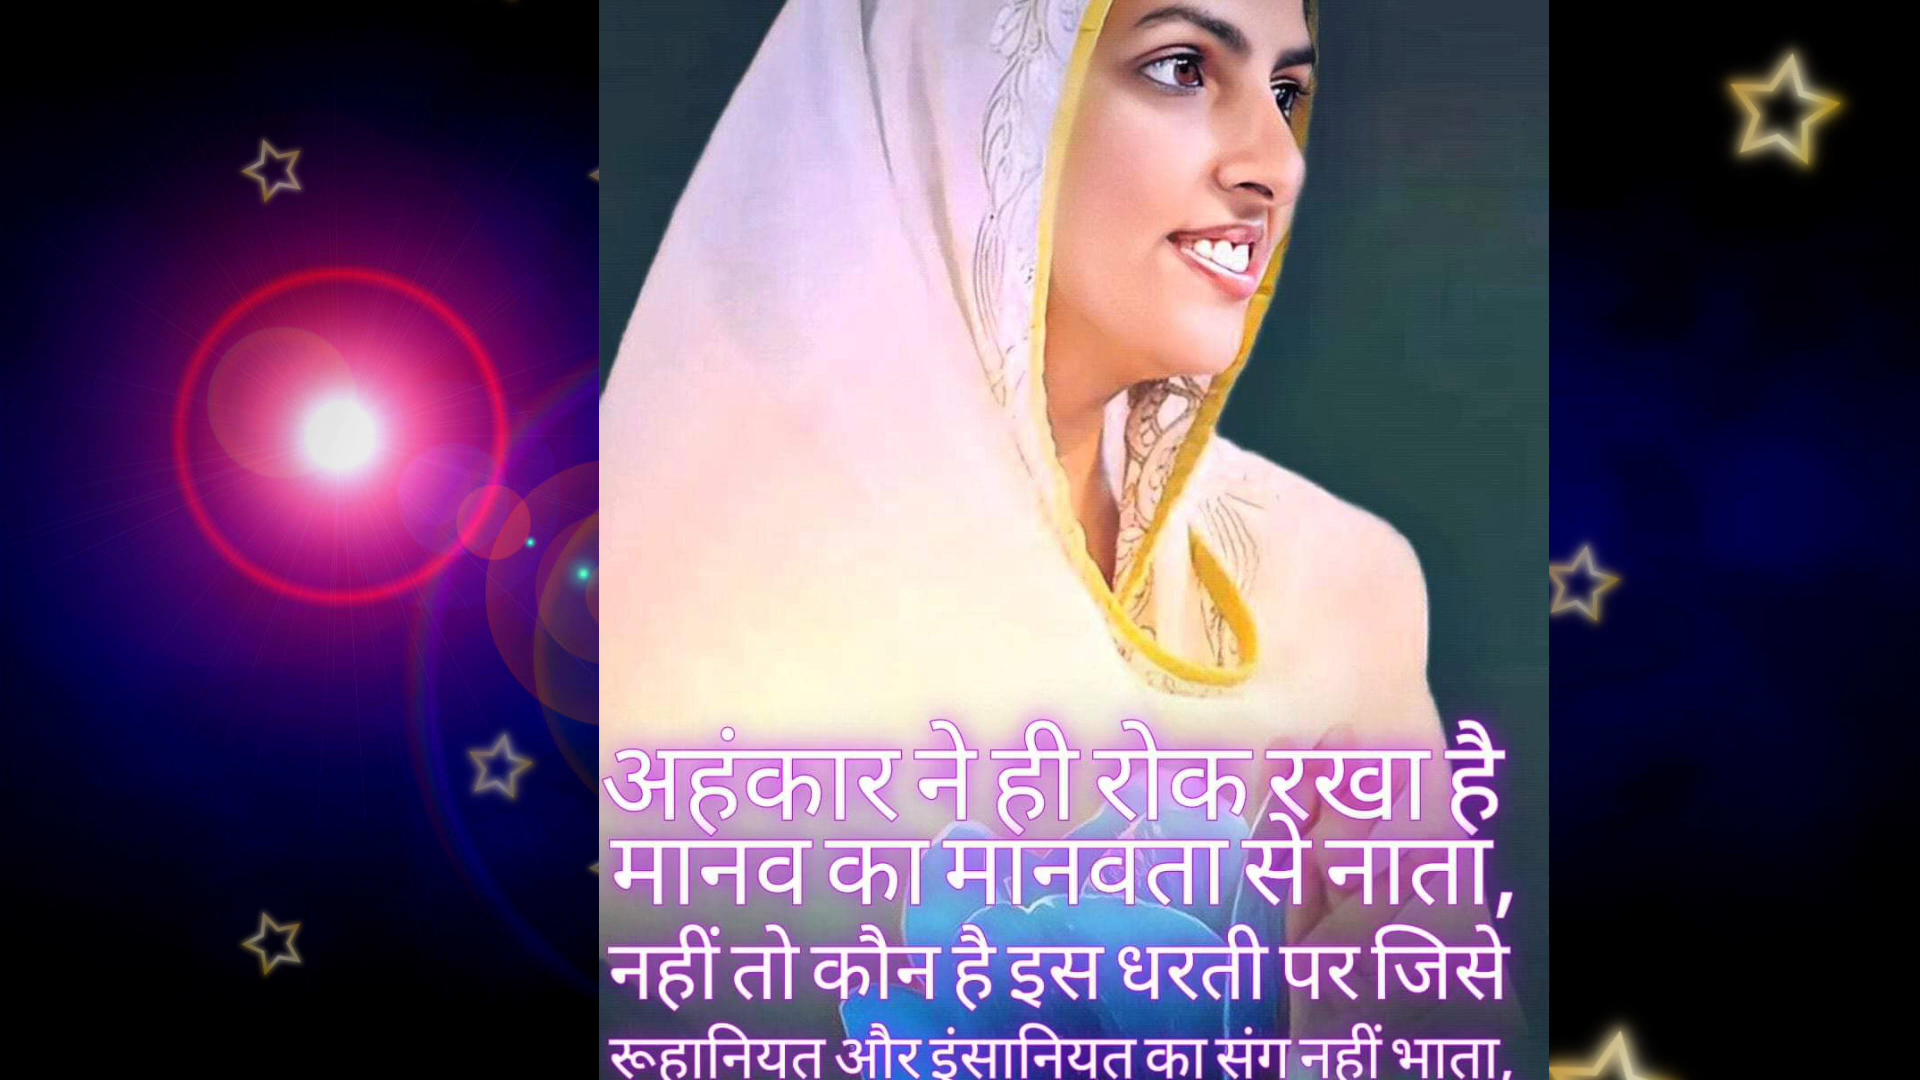 अहंकार ने ही रोक रखा है
मानव का मानवता से नाता,
नहीं तो कौन है इस धरती पर जिसे
रूहानियत और इंसानियत का संग नहीं भाता,